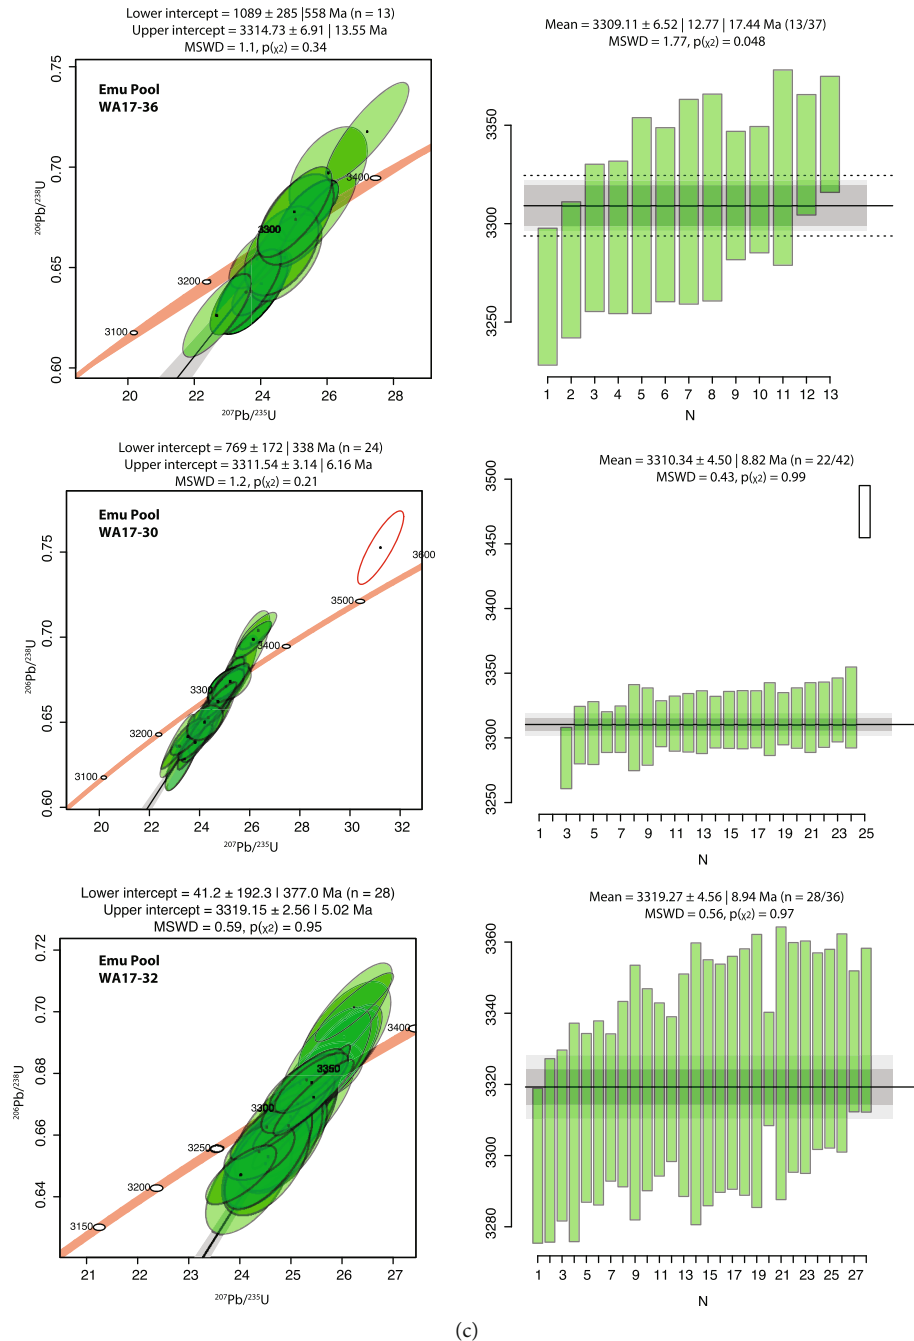 Lower intercept = 1089 ± 285 |558 Ma (n = 13)
Upper intercept = 3314.73 ± 6.91 | 13.55 Ma
MSWD = 1.1, p(χ2) = 0.34
Emu Pool
WA17-36
0.75
0.70
0.65
0.60
²⁰⁶Pb/²³⁸U
3400
3300
3200
3100
20 22 24 26 28
²⁰⁷Pb/²³⁵U
Mean = 3309.11 ± 6.52 | 12.77 | 17.44 Ma (13/37)
MSWD = 1.77, p(χ2) = 0.048
3350
3300
3250
1 2 3 4 5 6 7 8 9 10 11 12 13
N
Lower intercept = 769 ± 172 | 338 Ma (n = 24)
Upper intercept = 3311.54 ± 3.14 | 6.16 Ma
MSWD = 1.2, p(χ2) = 0.21
Emu Pool
WA17-30
0.75
0.70
0.65
0.60
²⁰⁶Pb/²³⁸U
3600
3500
3400
3300
3200
3100
20 22 24 26 28 30 32
²⁰⁷Pb/²³⁵U
Mean = 3310.34 ± 4.50 | 8.82 Ma (n = 22/42)
MSWD = 0.43, p(χ2) = 0.99
3500
3450
3400
3350
3300
3250
1 3 5 7 9 11 13 15 17 19 21 23 25
N
Lower intercept = 41.2 ± 192.3 | 377.0 Ma (n = 28)
Upper intercept = 3319.15 ± 2.56 | 5.02 Ma
MSWD = 0.59, p(χ2) = 0.95
Emu Pool
WA17-32
0.72
0.70
0.68
0.66
0.64
²⁰⁶Pb/²³⁸U
3400
3350
3300
3250
3200
3150
21 22 23 24 25 26 27
²⁰⁷Pb/²³⁵U
Mean = 3319.27 ± 4.56 | 8.94 Ma (n = 28/36)
MSWD = 0.56, p(χ2) = 0.97
3360
3340
3320
3300
3280
1 3 5 7 9 11 13 15 17 19 21 23 25 27
N
(c)